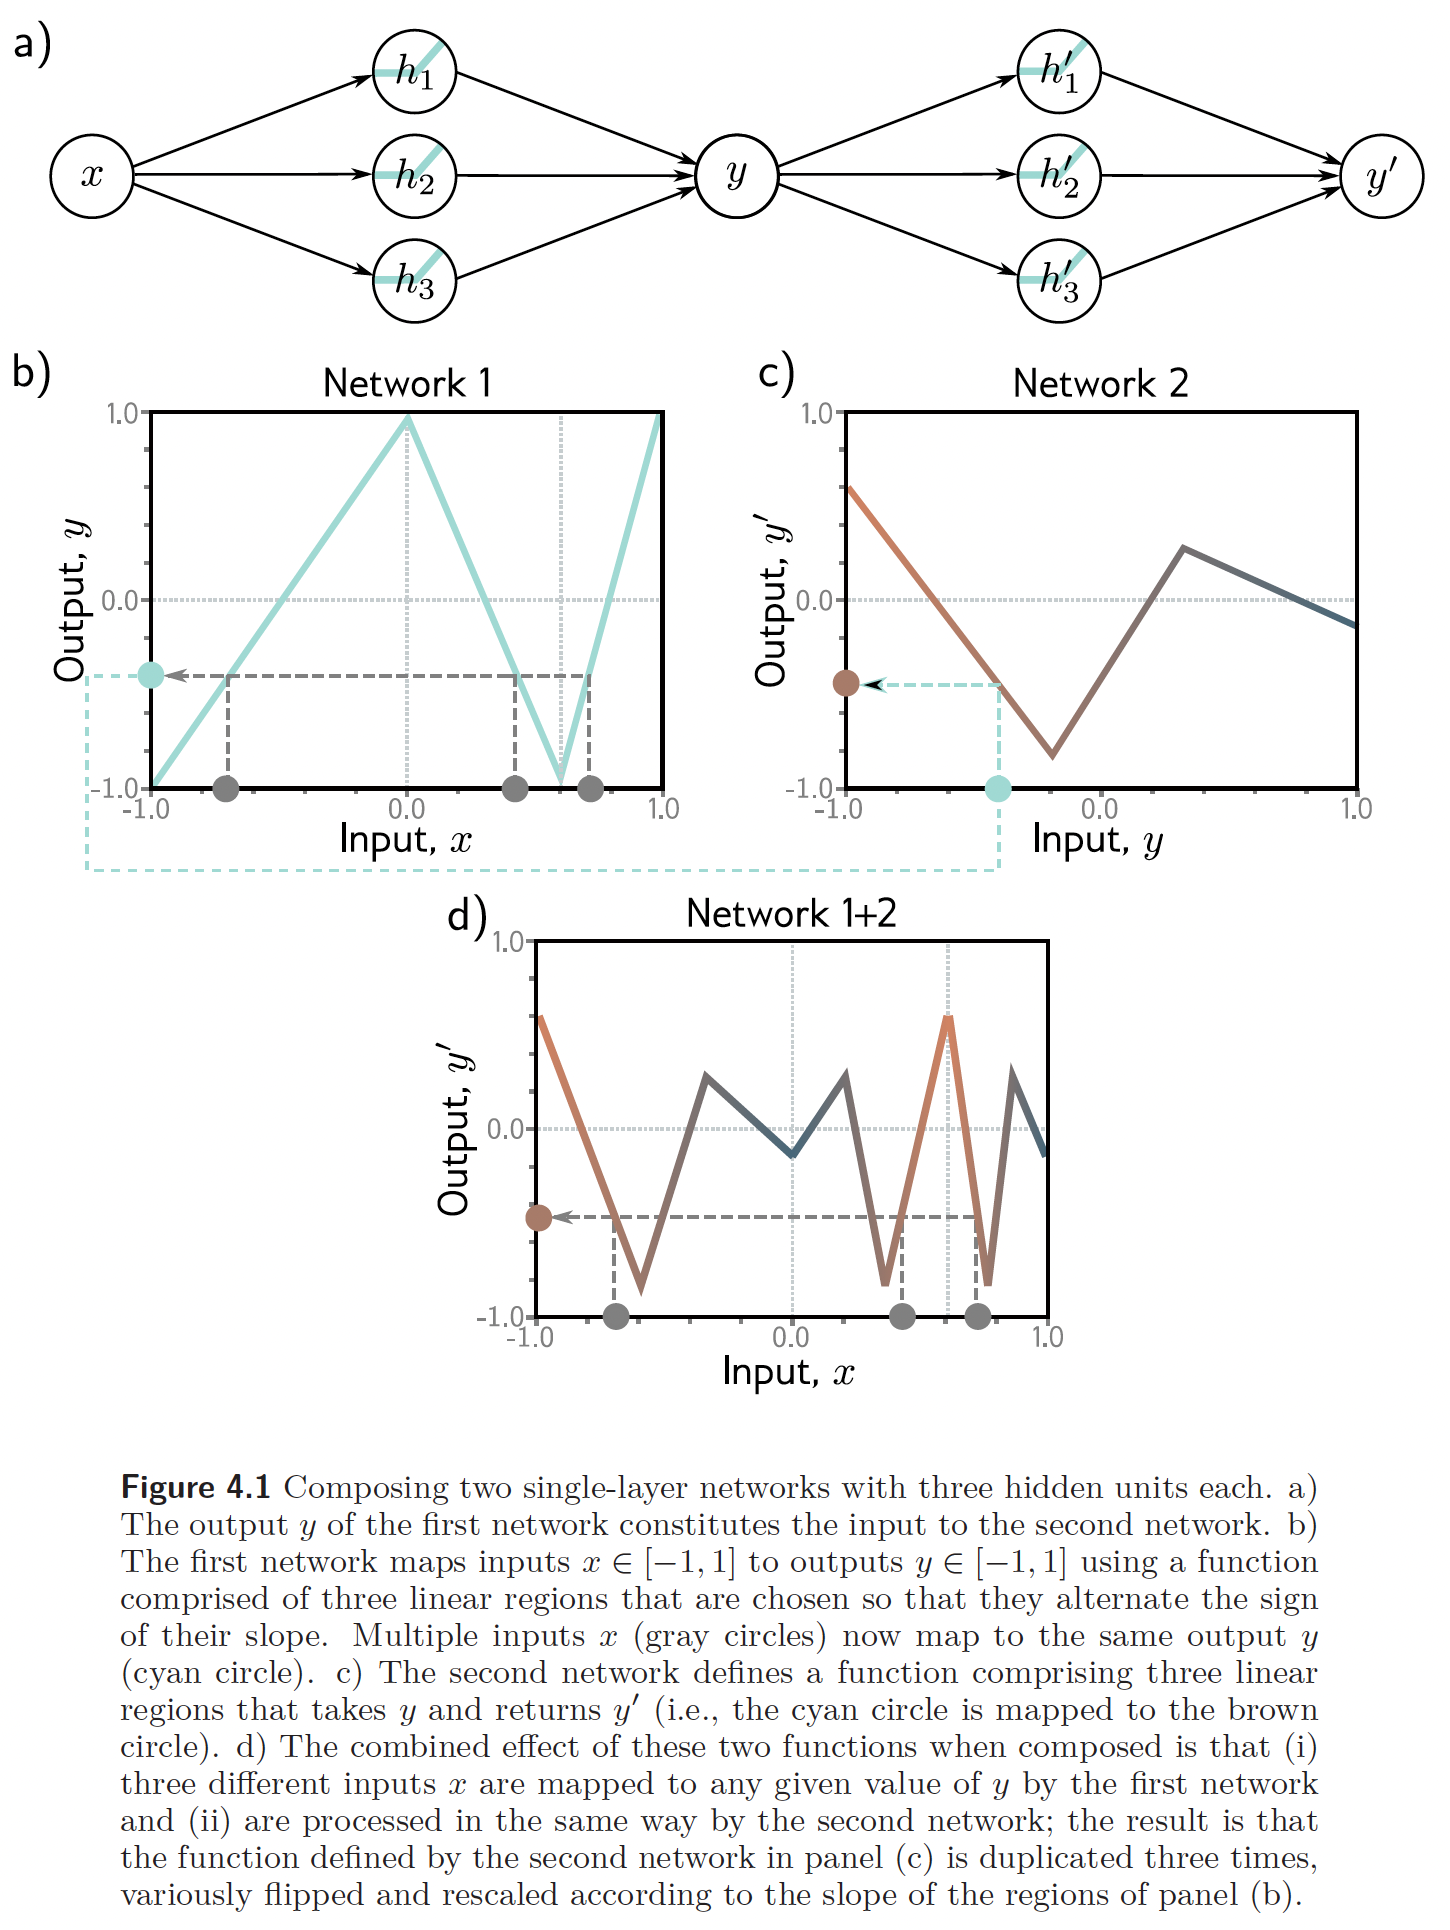 a)
h₁ h′₁
x h₂ y h′₂ y′
h₃ h′₃
b) Network 1
1.0
0.0
-1.0
Output, y
-1.0 0.0 1.0
Input, x
c) Network 2
1.0
0.0
-1.0
Output, y′
-1.0 0.0 1.0
Input, y
d) Network 1+2
1.0
0.0
-1.0
Output, y′
-1.0 0.0 1.0
Input, x
Figure 4.1 Composing two single-layer networks with three hidden units each. a)
The output y of the first network constitutes the input to the second network. b)
The first network maps inputs x ∈ [−1, 1] to outputs y ∈ [−1, 1] using a function
comprised of three linear regions that are chosen so that they alternate the sign
of their slope. Multiple inputs x (gray circles) now map to the same output y
(cyan circle). c) The second network defines a function comprising three linear
regions that takes y and returns y′ (i.e., the cyan circle is mapped to the brown
circle). d) The combined effect of these two functions when composed is that (i)
three different inputs x are mapped to any given value of y by the first network
and (ii) are processed in the same way by the second network; the result is that
the function defined by the second network in panel (c) is duplicated three times,
variously flipped and rescaled according to the slope of the regions of panel (b).